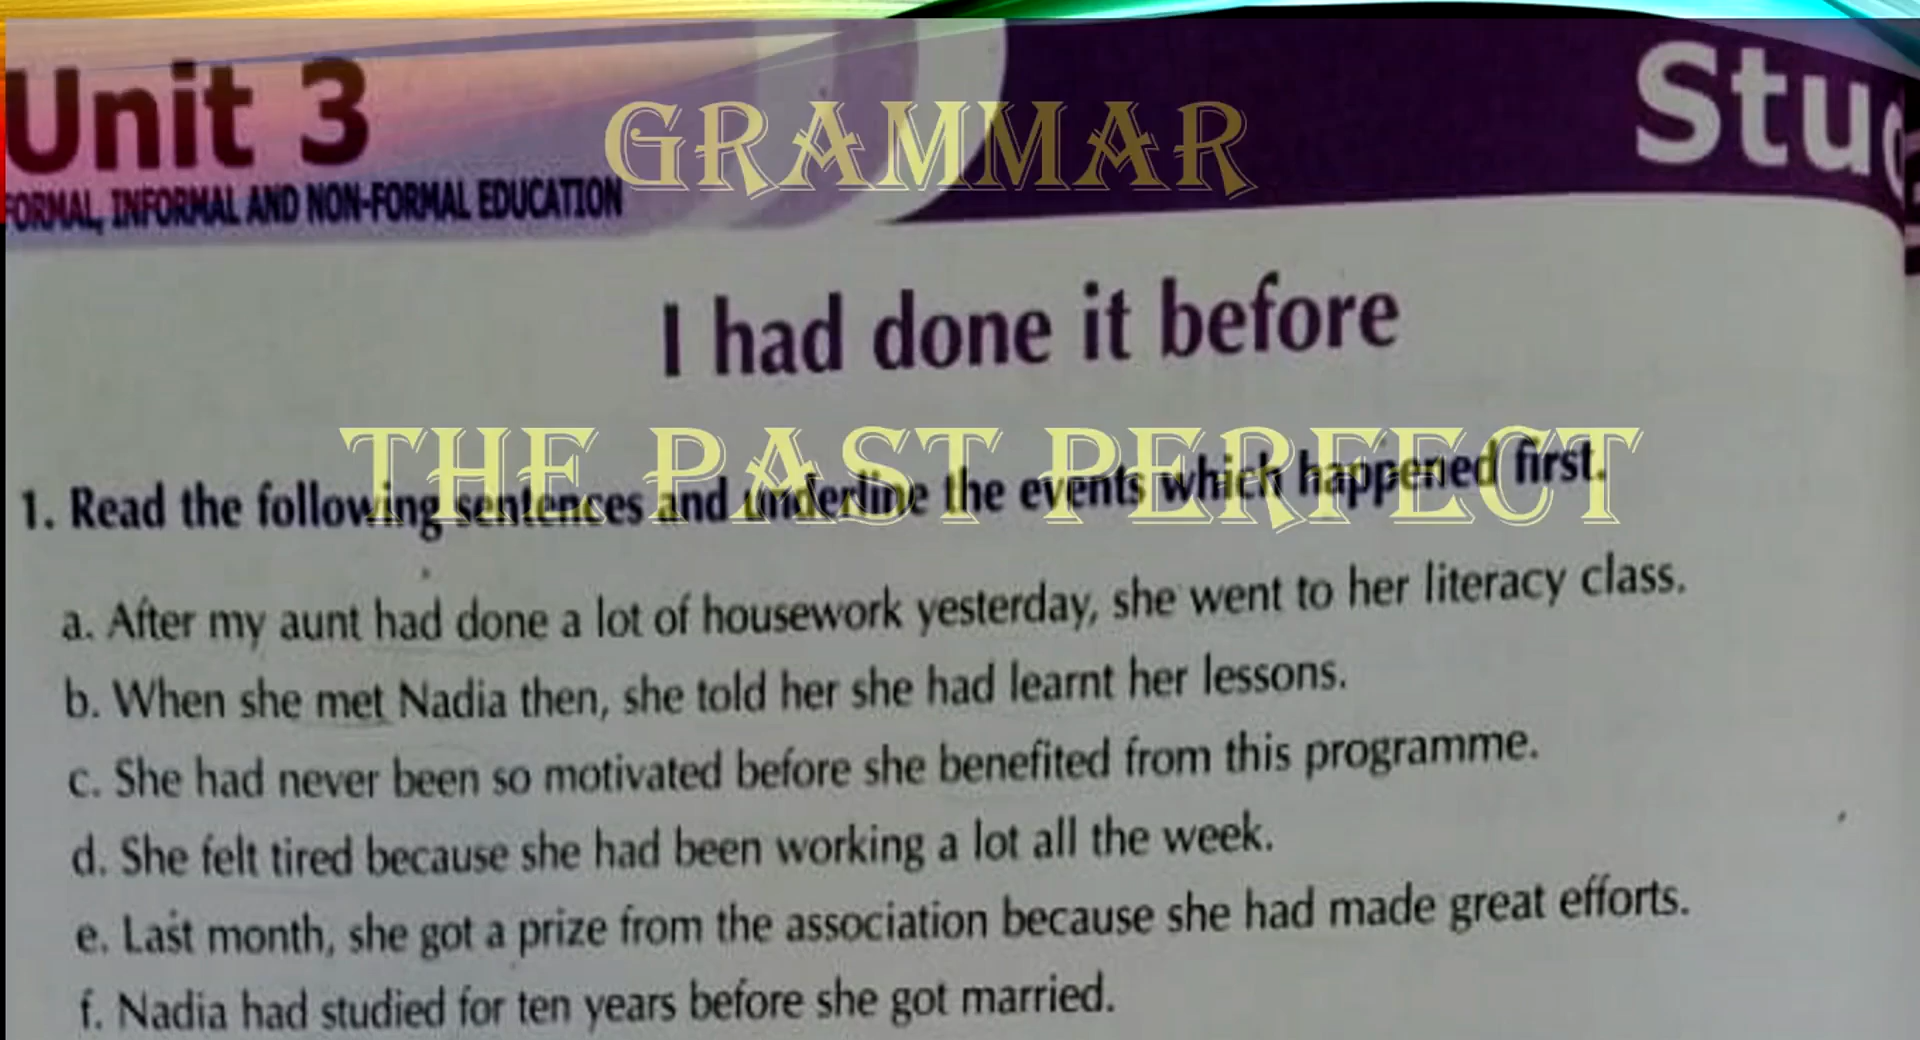 Unit 3
FORMAL, INFORMAL AND NON-FORMAL EDUCATION
GRAMMAR
Stu
I had done it before
THE PAST PERFECT
1. Read the following sentences and underline the events which happened first.
a. After my aunt had done a lot of housework yesterday, she went to her literacy class.
b. When she met Nadia then, she told her she had learnt her lessons.
c. She had never been so motivated before she benefited from this programme.
d. She felt tired because she had been working a lot all the week.
e. Last month, she got a prize from the association because she had made great efforts.
f. Nadia had studied for ten years before she got married.